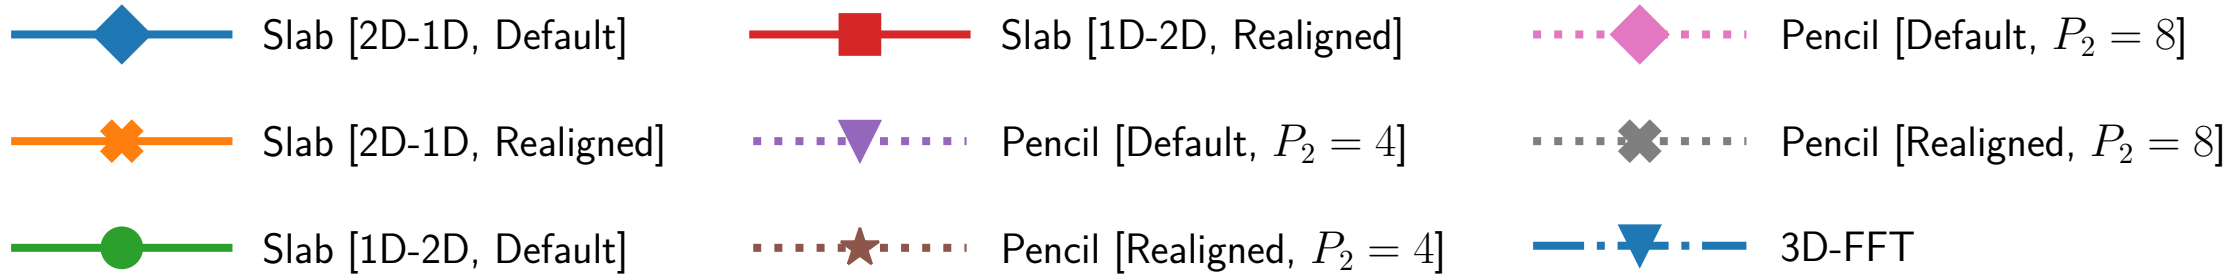 Slab [2D-1D, Default]
Slab [2D-1D, Realigned]
Slab [1D-2D, Default]
Slab [1D-2D, Realigned]
Pencil [Default, P₂ = 4]
Pencil [Realigned, P₂ = 4]
Pencil [Default, P₂ = 8]
Pencil [Realigned, P₂ = 8]
3D-FFT